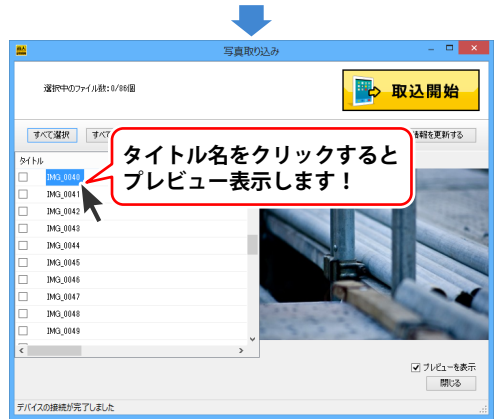 写真取り込み
選択中のファイル数: 0/86個
取込開始
すべて選択
すべて
情報を更新する
タイトル名をクリックすると
プレビュー表示します！
タイトル
IMG_0040
IMG_0041
IMG_0042
IMG_0043
IMG_0044
IMG_0045
IMG_0046
IMG_0047
IMG_0048
IMG_0049
プレビューを表示
閉じる
デバイスの接続が完了しました